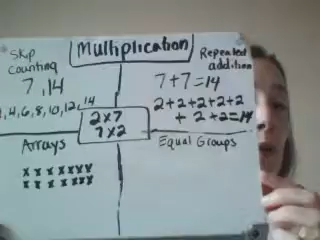 Multiplication
Skip
Counting
7, 14
4, 6, 8, 10, 12, 14
Repeated
addition
7+7=14
2+2+2+2+2
+ 2+2=14
2x7
7x2
Arrays
x x x x x x x
x x x x x x x
Equal Groups